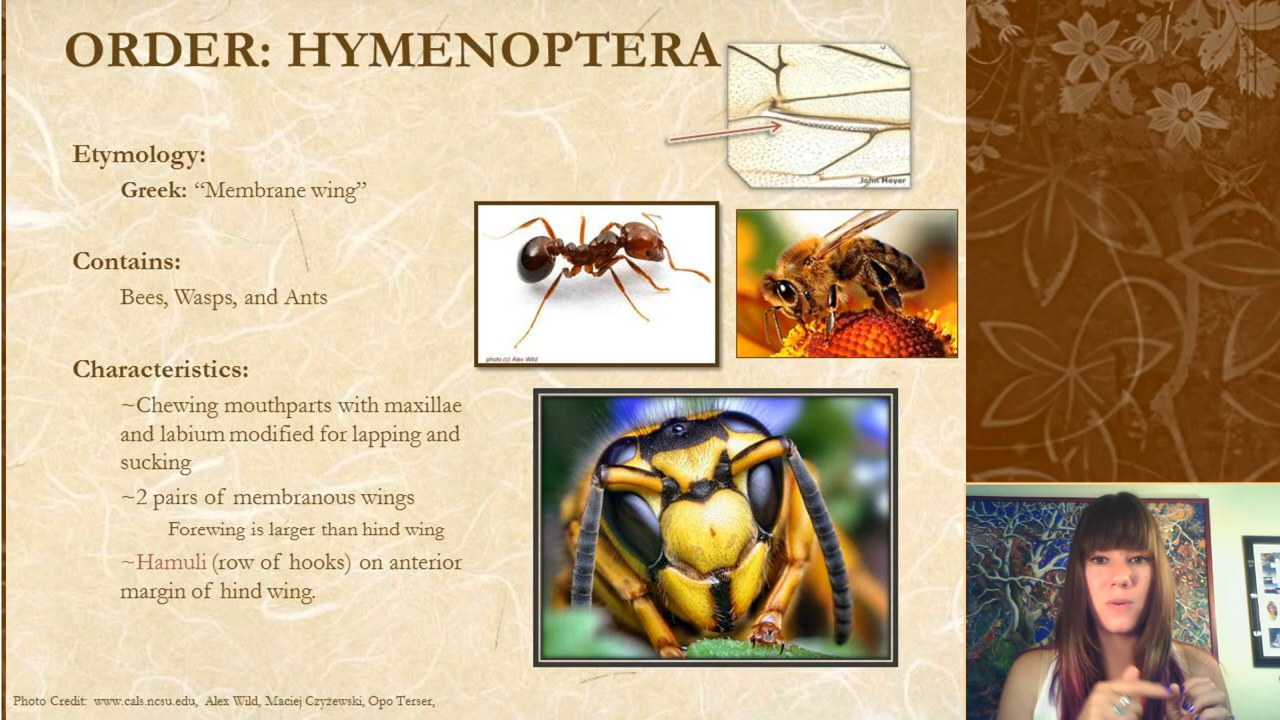 ORDER: HYMENOPTERA
John Meyer
Etymology:
Greek: “Membrane wing”
Contains:
Bees, Wasps, and Ants
photo (c) Alex Wild
Characteristics:
~Chewing mouthparts with maxillae
and labium modified for lapping and
sucking
~2 pairs of membranous wings
Forewing is larger than hind wing
~Hamuli (row of hooks) on anterior
margin of hind wing.
Photo Credit: www.cals.ncsu.edu, Alex Wild, Maciej Czyżewski, Opo Terser,